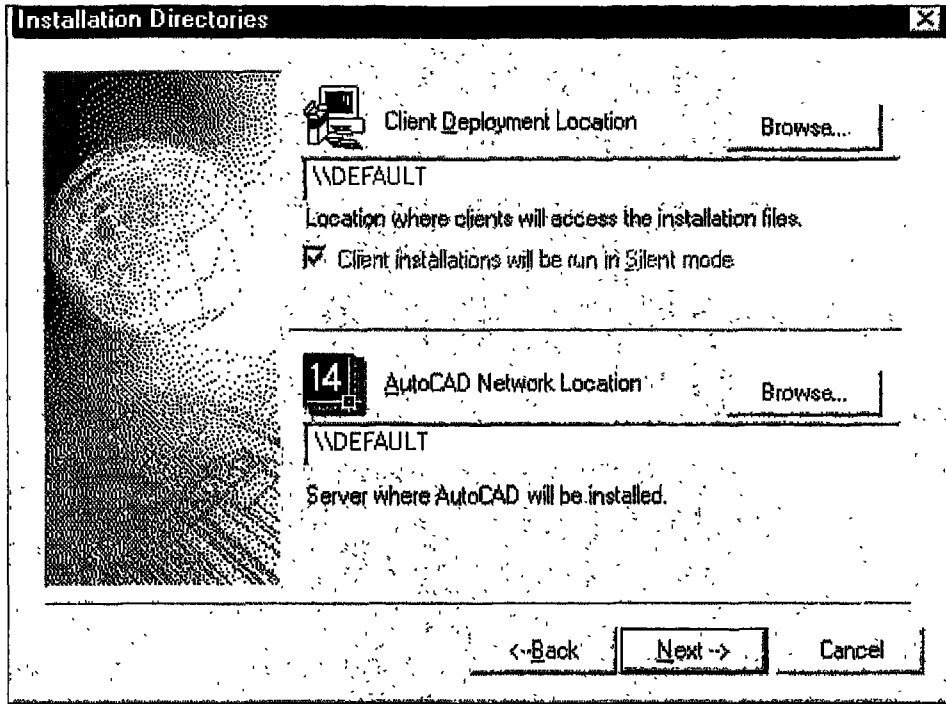 Installation Directories
Client Deployment Location
Browse...
\\DEFAULT
Location where clients will access the installation files.
Client installations will be run in Silent mode
14
AutoCAD Network Location
Browse...
\\DEFAULT
Server where AutoCAD will be installed.
<--Back
Next -->
Cancel